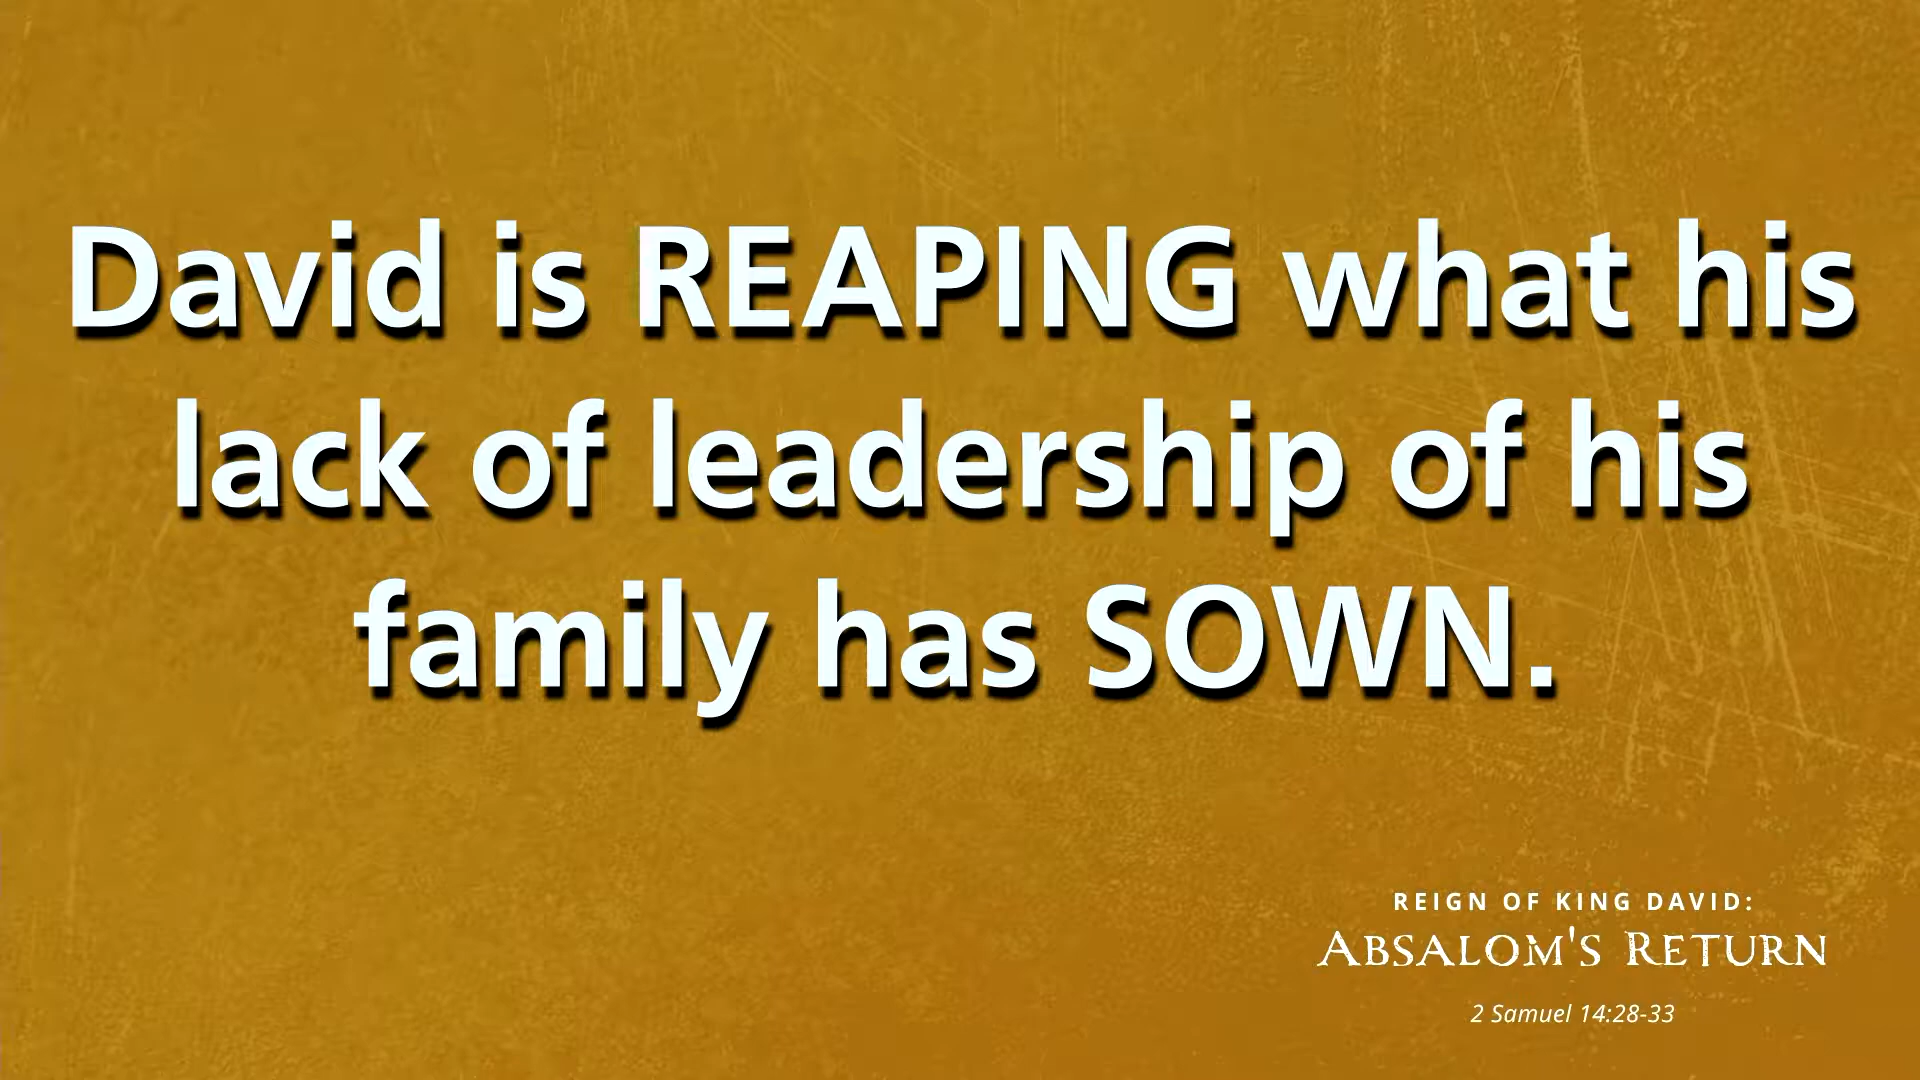 David is REAPING what his
lack of leadership of his
family has SOWN.
REIGN OF KING DAVID:
ABSALOM'S RETURN
2 Samuel 14:28-33